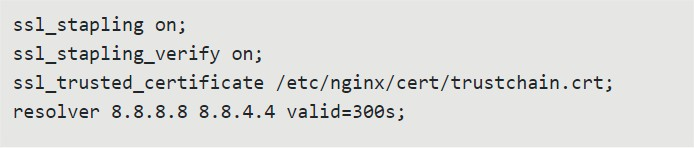 ssl_stapling on;
ssl_stapling_verify on;
ssl_trusted_certificate /etc/nginx/cert/trustchain.crt;
resolver 8.8.8.8 8.8.4.4 valid=300s;